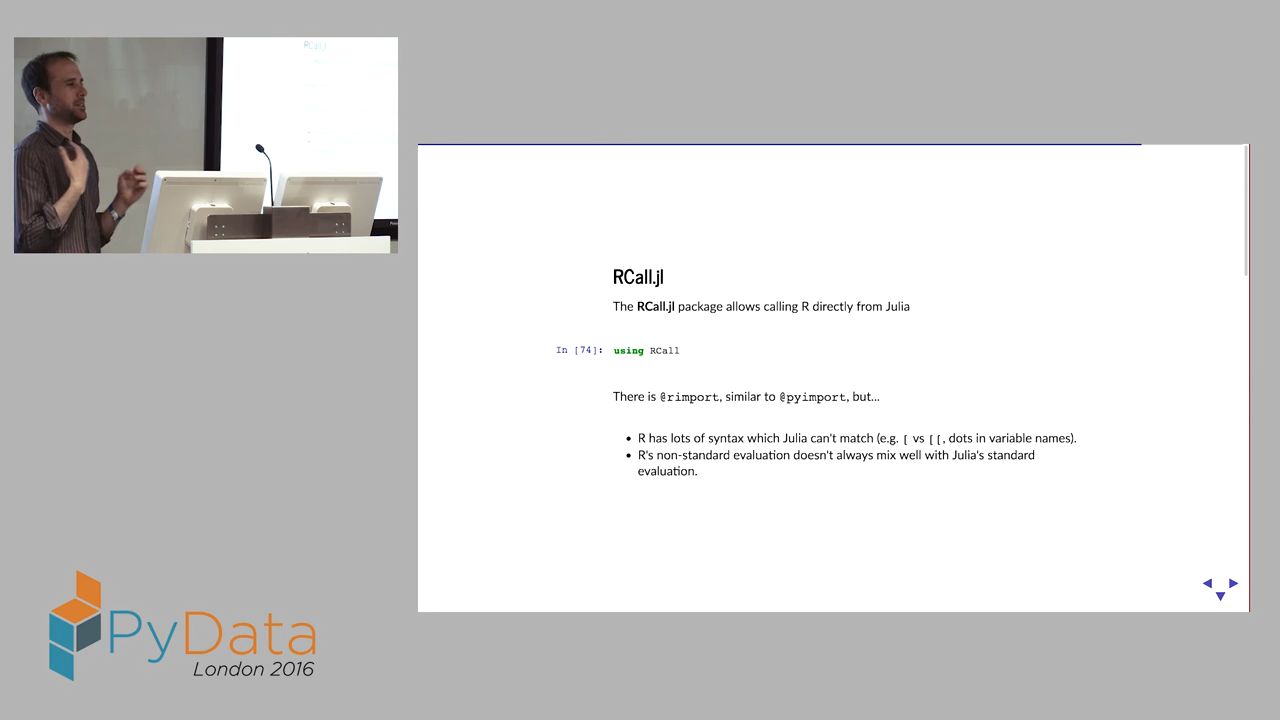 RCall.jl
RCall.jl
The RCall.jl package allows calling R directly from Julia
In [74]: using RCall
There is @rimport, similar to @pyimport, but...
• R has lots of syntax which Julia can't match (e.g. [ vs [[, dots in variable names).
• R's non-standard evaluation doesn't always mix well with Julia's standard
evaluation.
PyData
London 2016